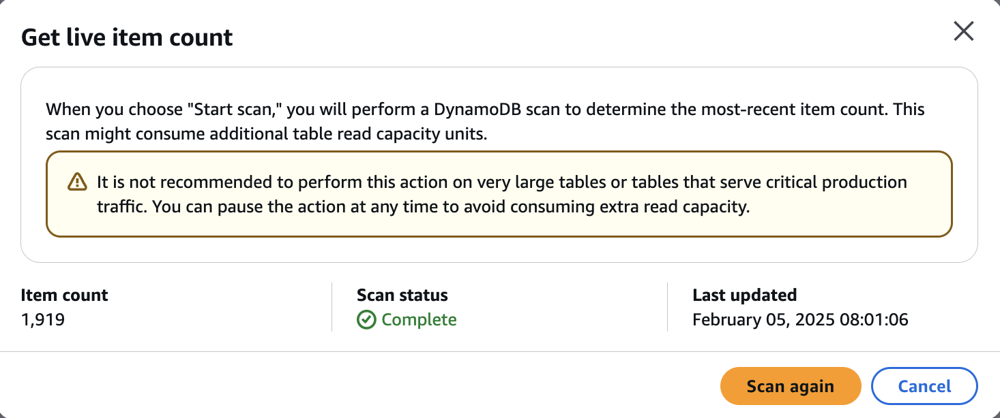 Get live item count
When you choose "Start scan," you will perform a DynamoDB scan to determine the most-recent item count. This
scan might consume additional table read capacity units.
It is not recommended to perform this action on very large tables or tables that serve critical production
traffic. You can pause the action at any time to avoid consuming extra read capacity.
Item count
1,919
Scan status
Complete
Last updated
February 05, 2025 08:01:06
Scan again
Cancel